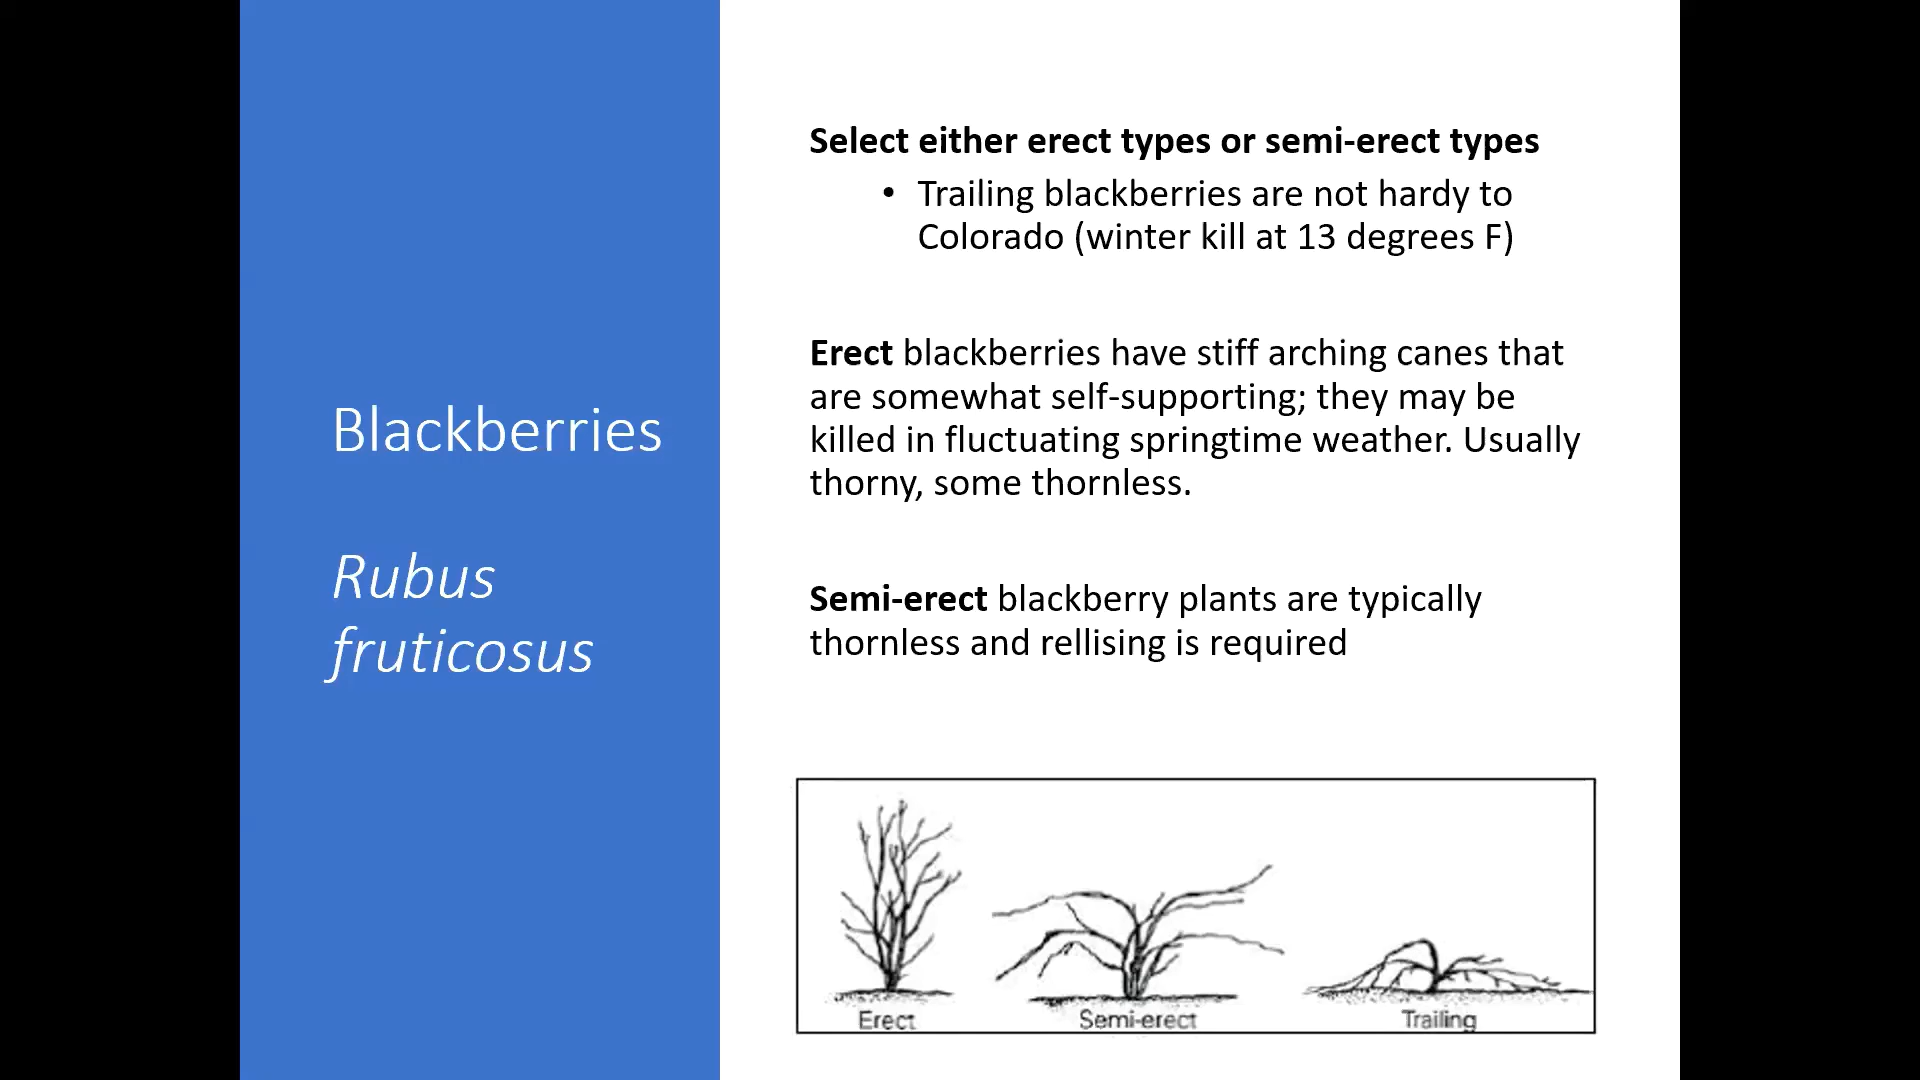 Blackberries
Rubus
fruticosus
Select either erect types or semi-erect types
• Trailing blackberries are not hardy to
Colorado (winter kill at 13 degrees F)
Erect blackberries have stiff arching canes that
are somewhat self-supporting; they may be
killed in fluctuating springtime weather. Usually
thorny, some thornless.
Semi-erect blackberry plants are typically
thornless and rellising is required
Erect
Semi-erect
Trailing